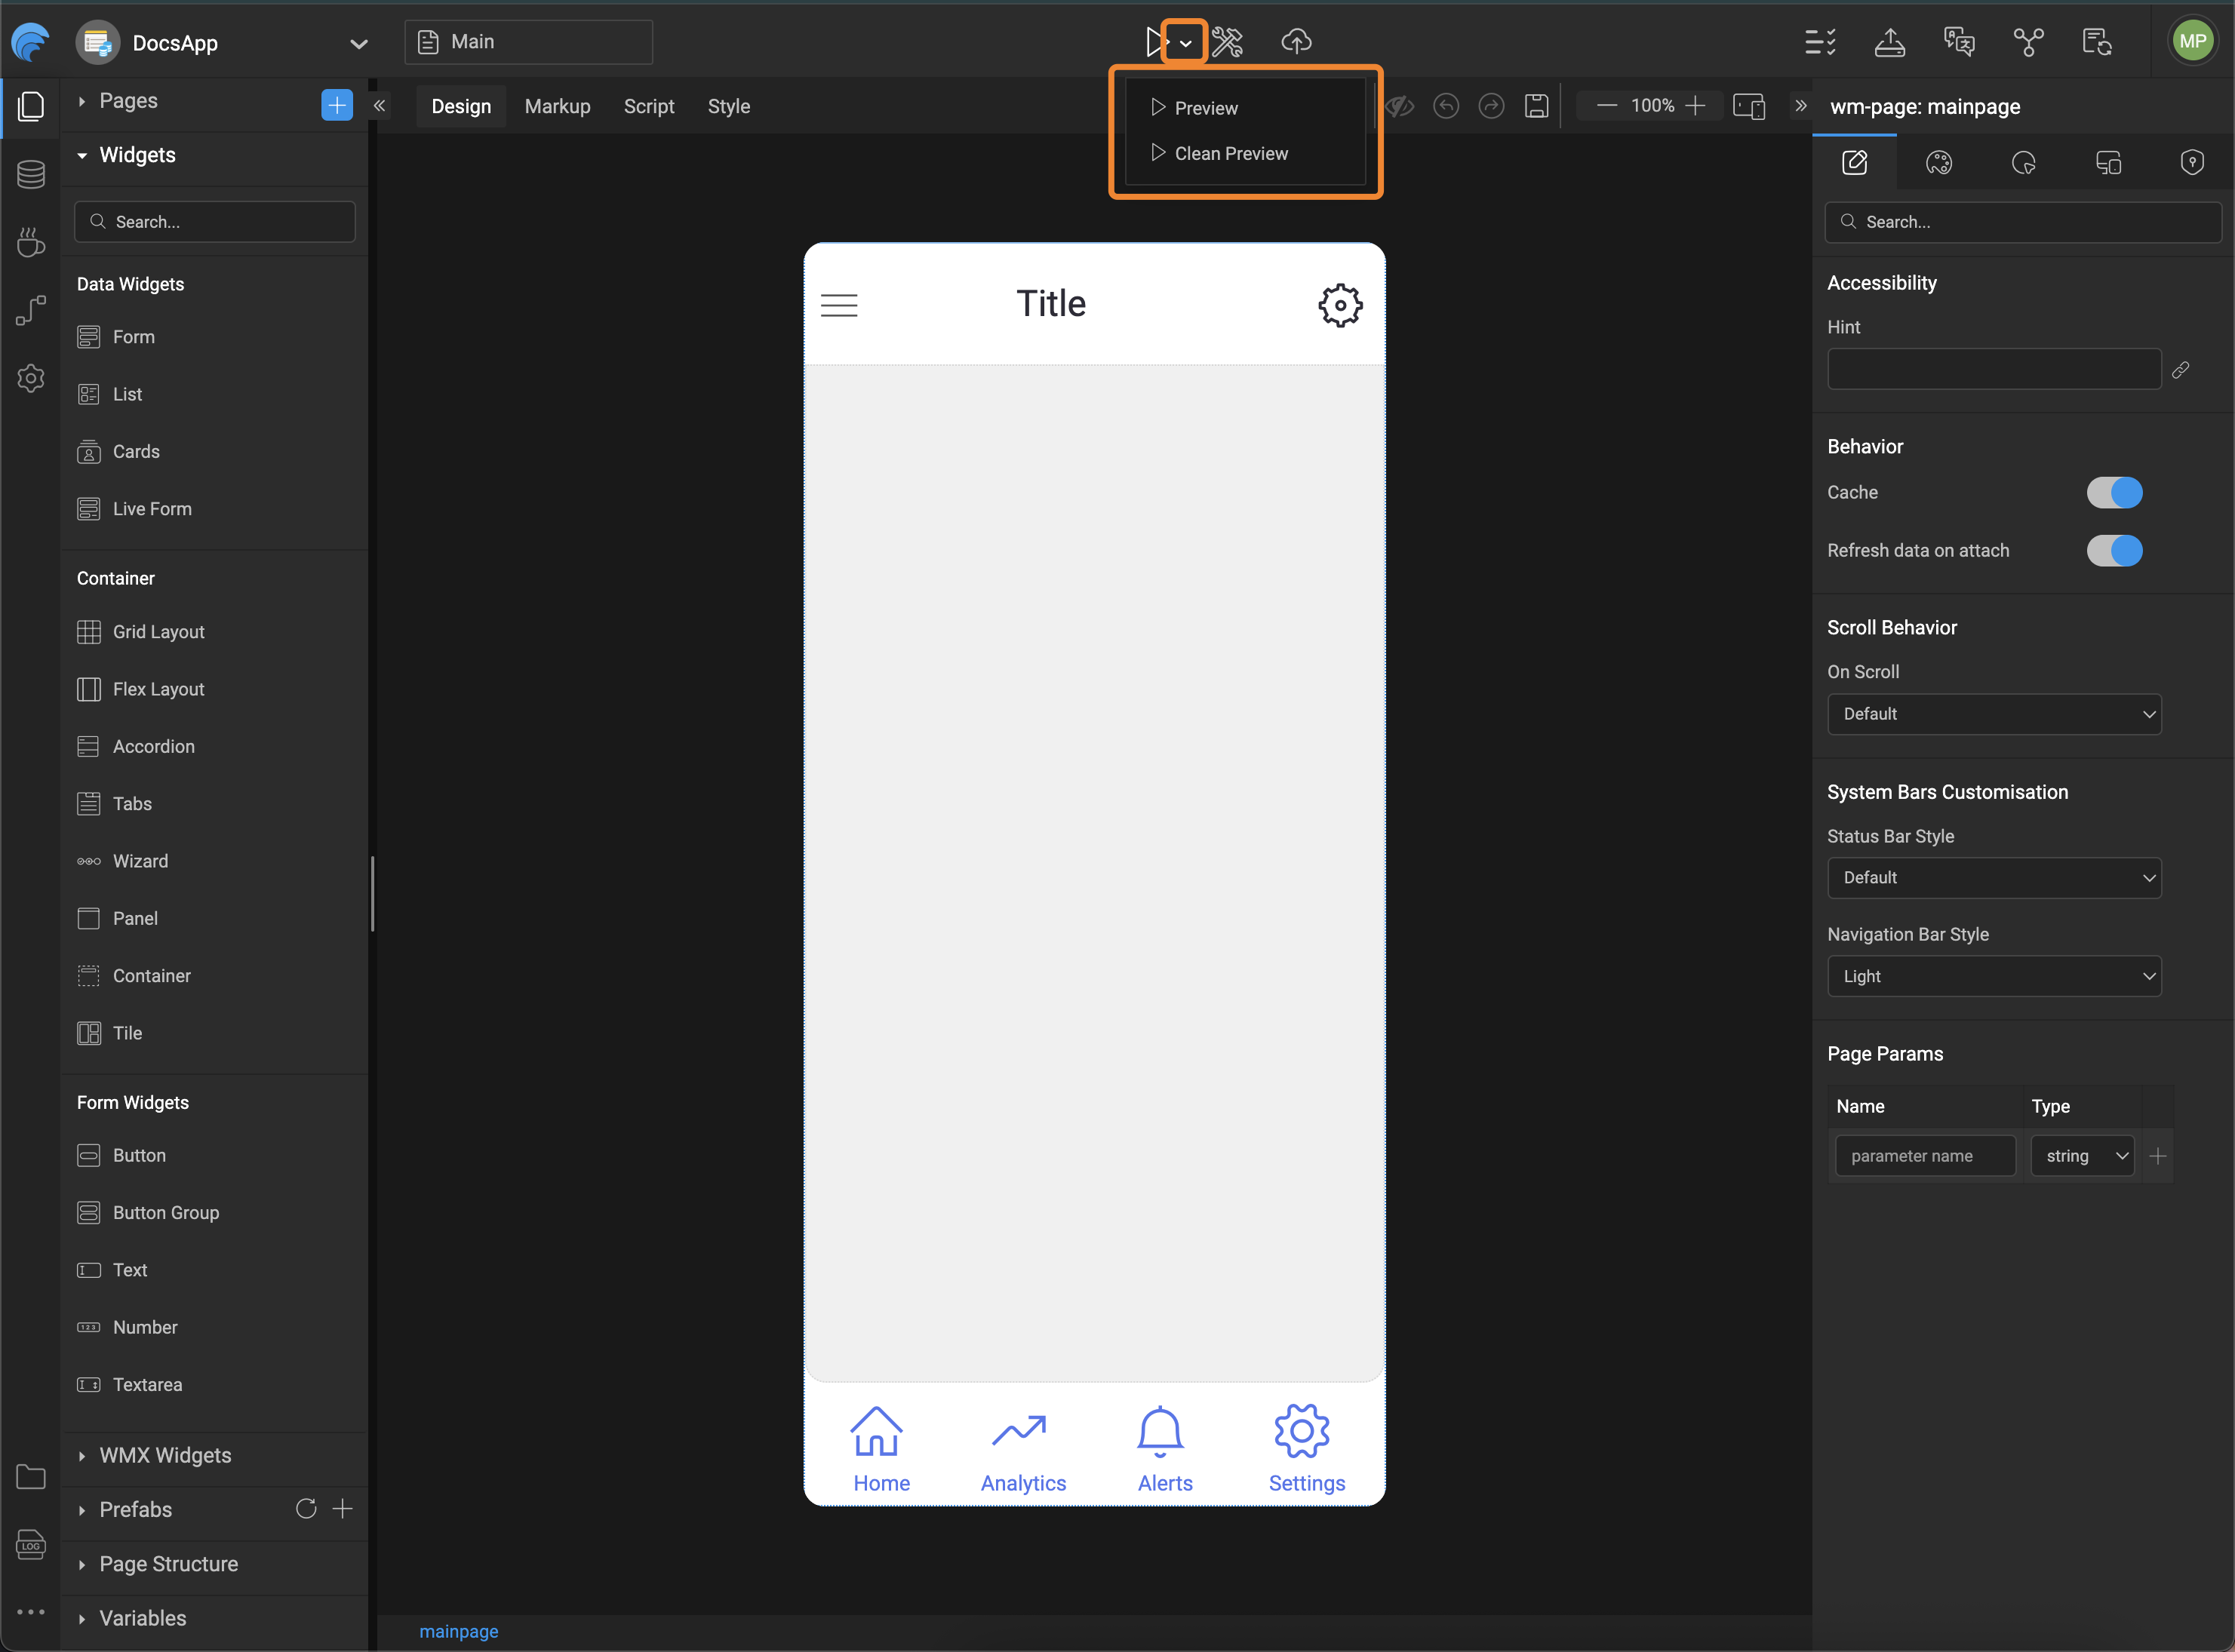 DocsApp
Main
MP
Pages
Design
Markup
Script
Style
Preview
Clean Preview
100%
wm-page: mainpage
Widgets
Search...
Data Widgets
Form
List
Cards
Live Form
Container
Grid Layout
Flex Layout
Accordion
Tabs
Wizard
Panel
Container
Tile
Form Widgets
Button
Button Group
Text
Number
123
Textarea
WMX Widgets
Prefabs
LOG
Page Structure
Variables
Title
Home
Analytics
Alerts
Settings
mainpage
Search...
Accessibility
Hint
Behavior
Cache
Refresh data on attach
Scroll Behavior
On Scroll
Default
System Bars Customisation
Status Bar Style
Default
Navigation Bar Style
Light
Page Params
Name
Type
parameter name
string